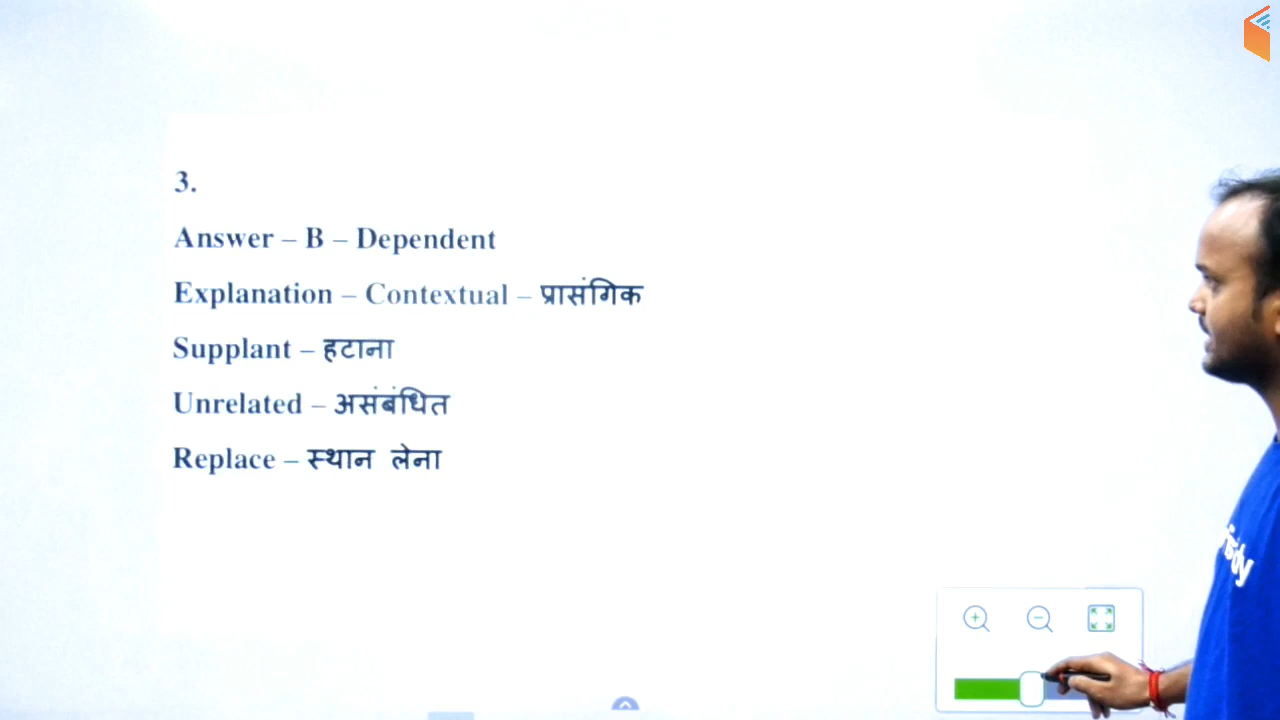 3.
Answer – B – Dependent
Explanation – Contextual – प्रासंगिक
Supplant – हटाना
Unrelated – असंबंधित
Replace – स्थान लेना